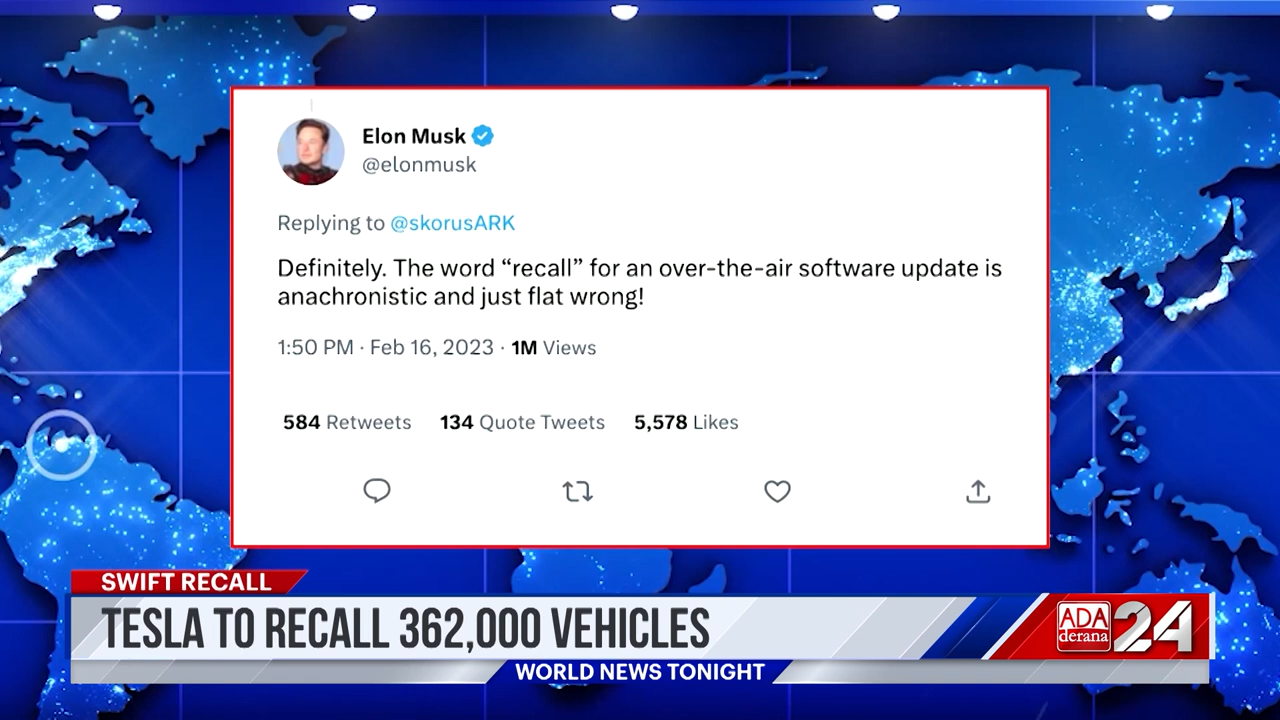 Elon Musk
@elonmusk
Replying to @skorusARK
Definitely. The word “recall” for an over-the-air software update is
anachronistic and just flat wrong!
1:50 PM · Feb 16, 2023 · 1M Views
584 Retweets 134 Quote Tweets 5,578 Likes
SWIFT RECALL
TESLA TO RECALL 362,000 VEHICLES
ADA
derana
24
WORLD NEWS TONIGHT